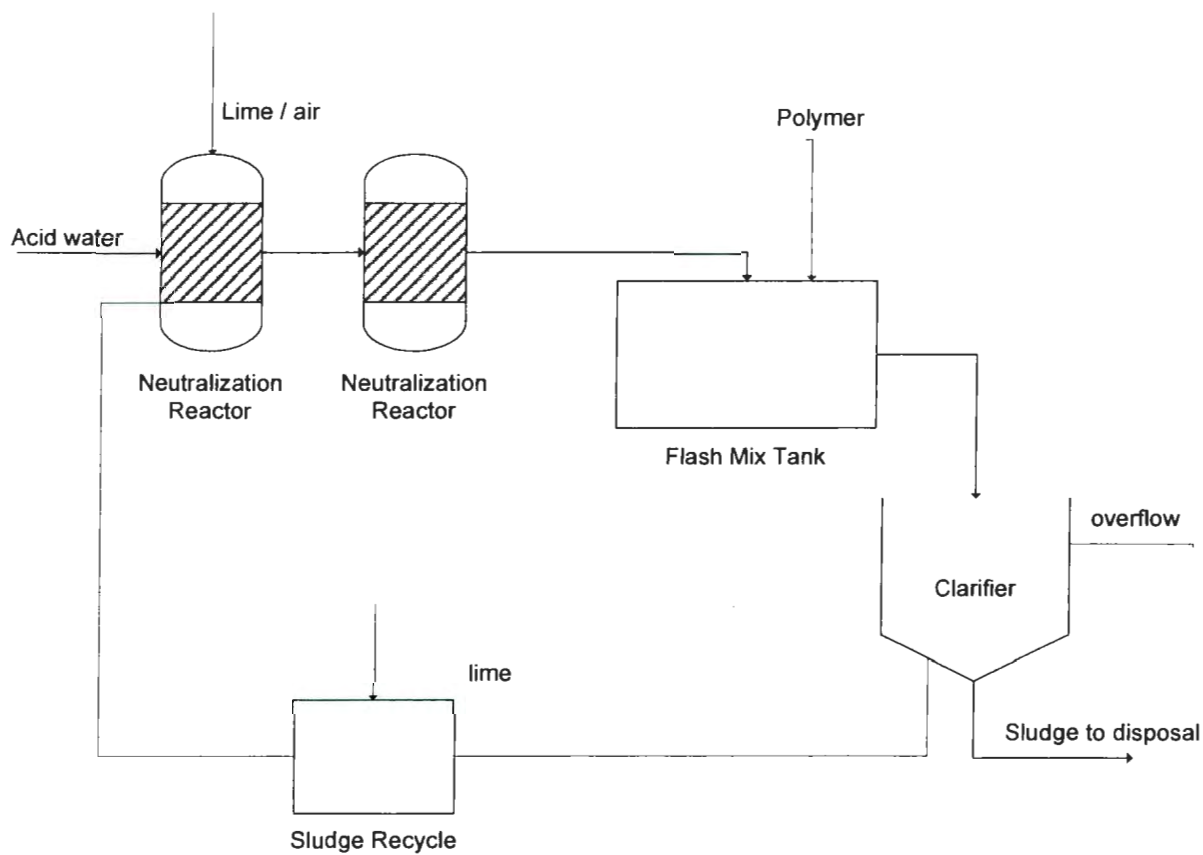 Lime / air
Polymer
Acid water
Neutralization
Reactor
Neutralization
Reactor
Flash Mix Tank
overflow
Clarifier
lime
Sludge to disposal
Sludge Recycle